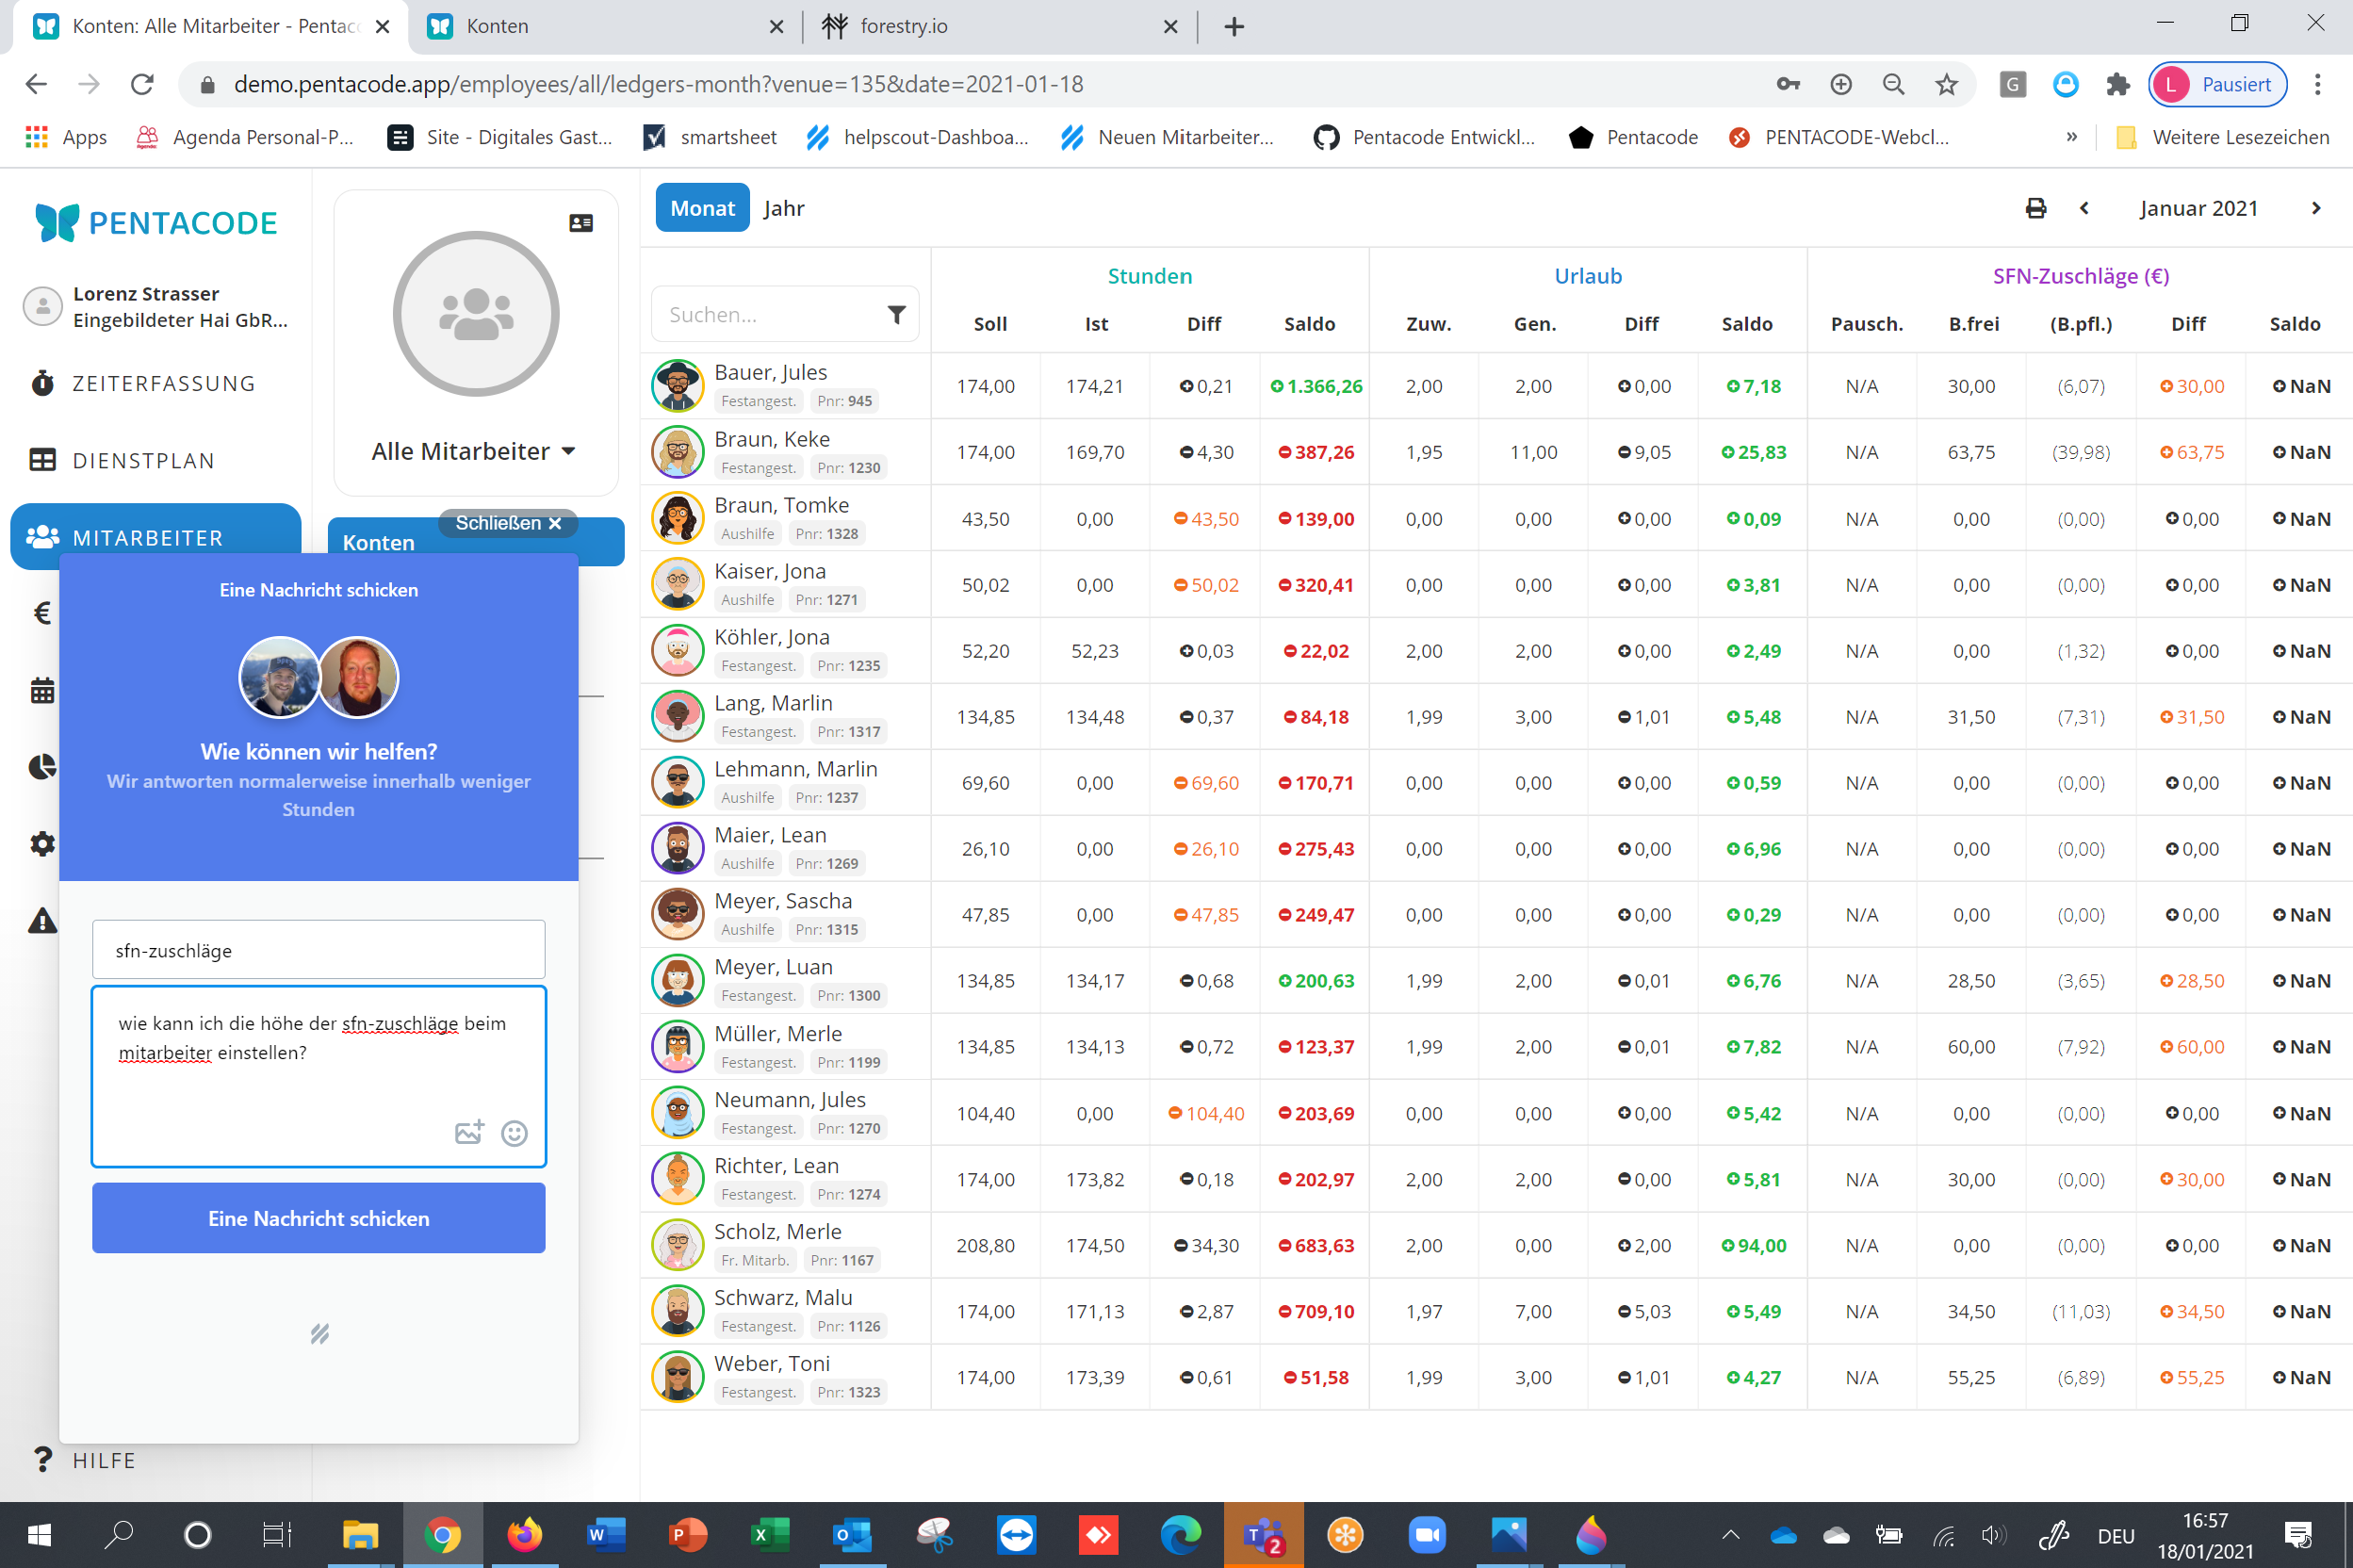 Konten: Alle Mitarbeiter - Pentac
Konten
forestry.io
demo.pentacode.app/employees/all/ledgers-month?venue=135&date=2021-01-18
G
L
Pausiert
Apps
Agenda Personal-P...
Site - Digitales Gast...
smartsheet
helpscout-Dashboa...
Neuen Mitarbeiter...
Pentacode Entwickl...
Pentacode
PENTACODE-Webcl...
»
Weitere Lesezeichen
PENTACODE
Lorenz Strasser
Eingebildeter Hai GbR...
ZEITERFASSUNG
DIENSTPLAN
MITARBEITER
HILFE
Alle Mitarbeiter
Schließen ×
Konten
Eine Nachricht schicken
Wie können wir helfen?
Wir antworten normalerweise innerhalb weniger
Stunden
sfn-zuschläge
wie kann ich die höhe der sfn-zuschläge beim
mitarbeiter einstellen?
Eine Nachricht schicken
Monat Jahr
Januar 2021
Suchen...
Stunden Urlaub SFN-Zuschläge (€)
Soll Ist Diff Saldo Zuw. Gen. Diff Saldo Pausch. B.frei (B.pfl.) Diff Saldo
Bauer, Jules
Festangest. Pnr: 945
174,00 174,21 +0,21 +1.366,26 2,00 2,00 +0,00 +7,18 N/A 30,00 (6,07) +30,00 +NaN
Braun, Keke
Festangest. Pnr: 1230
174,00 169,70 -4,30 -387,26 1,95 11,00 -9,05 +25,83 N/A 63,75 (39,98) +63,75 +NaN
Braun, Tomke
Aushilfe Pnr: 1328
43,50 0,00 -43,50 -139,00 0,00 0,00 +0,00 +0,09 N/A 0,00 (0,00) +0,00 +NaN
Kaiser, Jona
Aushilfe Pnr: 1271
50,02 0,00 -50,02 -320,41 0,00 0,00 +0,00 +3,81 N/A 0,00 (0,00) +0,00 +NaN
Köhler, Jona
Festangest. Pnr: 1235
52,20 52,23 +0,03 -22,02 2,00 2,00 +0,00 +2,49 N/A 0,00 (1,32) +0,00 +NaN
Lang, Marlin
Festangest. Pnr: 1317
134,85 134,48 -0,37 -84,18 1,99 3,00 -1,01 +5,48 N/A 31,50 (7,31) +31,50 +NaN
Lehmann, Marlin
Aushilfe Pnr: 1237
69,60 0,00 -69,60 -170,71 0,00 0,00 +0,00 +0,59 N/A 0,00 (0,00) +0,00 +NaN
Maier, Lean
Aushilfe Pnr: 1269
26,10 0,00 -26,10 -275,43 0,00 0,00 +0,00 +6,96 N/A 0,00 (0,00) +0,00 +NaN
Meyer, Sascha
Aushilfe Pnr: 1315
47,85 0,00 -47,85 -249,47 0,00 0,00 +0,00 +0,29 N/A 0,00 (0,00) +0,00 +NaN
Meyer, Luan
Festangest. Pnr: 1300
134,85 134,17 -0,68 +200,63 1,99 2,00 -0,01 +6,76 N/A 28,50 (3,65) +28,50 +NaN
Müller, Merle
Festangest. Pnr: 1199
134,85 134,13 -0,72 -123,37 1,99 2,00 -0,01 +7,82 N/A 60,00 (7,92) +60,00 +NaN
Neumann, Jules
Festangest. Pnr: 1270
104,40 0,00 -104,40 -203,69 0,00 0,00 +0,00 +5,42 N/A 0,00 (0,00) +0,00 +NaN
Richter, Lean
Festangest. Pnr: 1274
174,00 173,82 -0,18 -202,97 2,00 2,00 -0,00 +5,81 N/A 30,00 (0,00) +30,00 +NaN
Scholz, Merle
Fr. Mitarb. Pnr: 1167
208,80 174,50 -34,30 -683,63 2,00 0,00 +2,00 +94,00 N/A 0,00 (0,00) +0,00 +NaN
Schwarz, Malu
Festangest. Pnr: 1126
174,00 171,13 -2,87 -709,10 1,97 7,00 -5,03 +5,49 N/A 34,50 (11,03) +34,50 +NaN
Weber, Toni
Festangest. Pnr: 1323
174,00 173,39 -0,61 -51,58 1,99 3,00 -1,01 +4,27 N/A 55,25 (6,89) +55,25 +NaN
DEU
16:57
18/01/2021